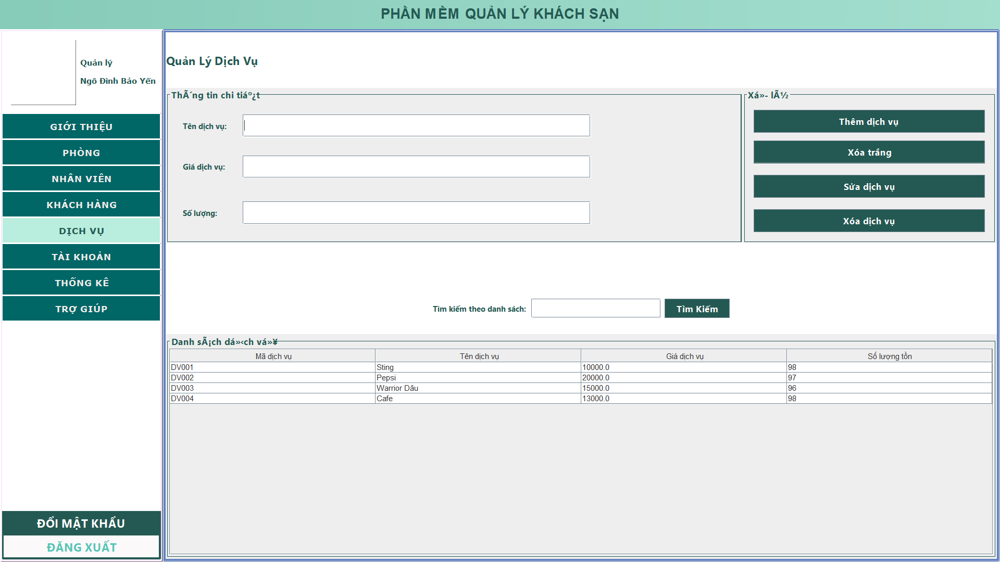 PHẦN MỀM QUẢN LÝ KHÁCH SẠN
Quản lý
Ngô Đình Bảo Yến
GIỚI THIỆU
PHÒNG
NHÂN VIÊN
KHÁCH HÀNG
DỊCH VỤ
TÀI KHOẢN
THỐNG KÊ
TRỢ GIÚP
ĐỔI MẬT KHẨU
ĐĂNG XUẤT
Quản Lý Dịch Vụ
ThÃ´ng tin chi tiáº¿t
Tên dịch vụ:
Giá dịch vụ:
Số lượng:
Xá»­ lÃ½
Thêm dịch vụ
Xóa trắng
Sửa dịch vụ
Xóa dịch vụ
Tìm kiếm theo danh sách:
Tìm Kiếm
Danh sÃ¡ch dá»‹ch vá»¥
Mã dịch vụ Tên dịch vụ Giá dịch vụ Số lượng tồn
DV001 Sting 10000.0 98
DV002 Pepsi 20000.0 97
DV003 Warrior Dâu 15000.0 96
DV004 Cafe 13000.0 98